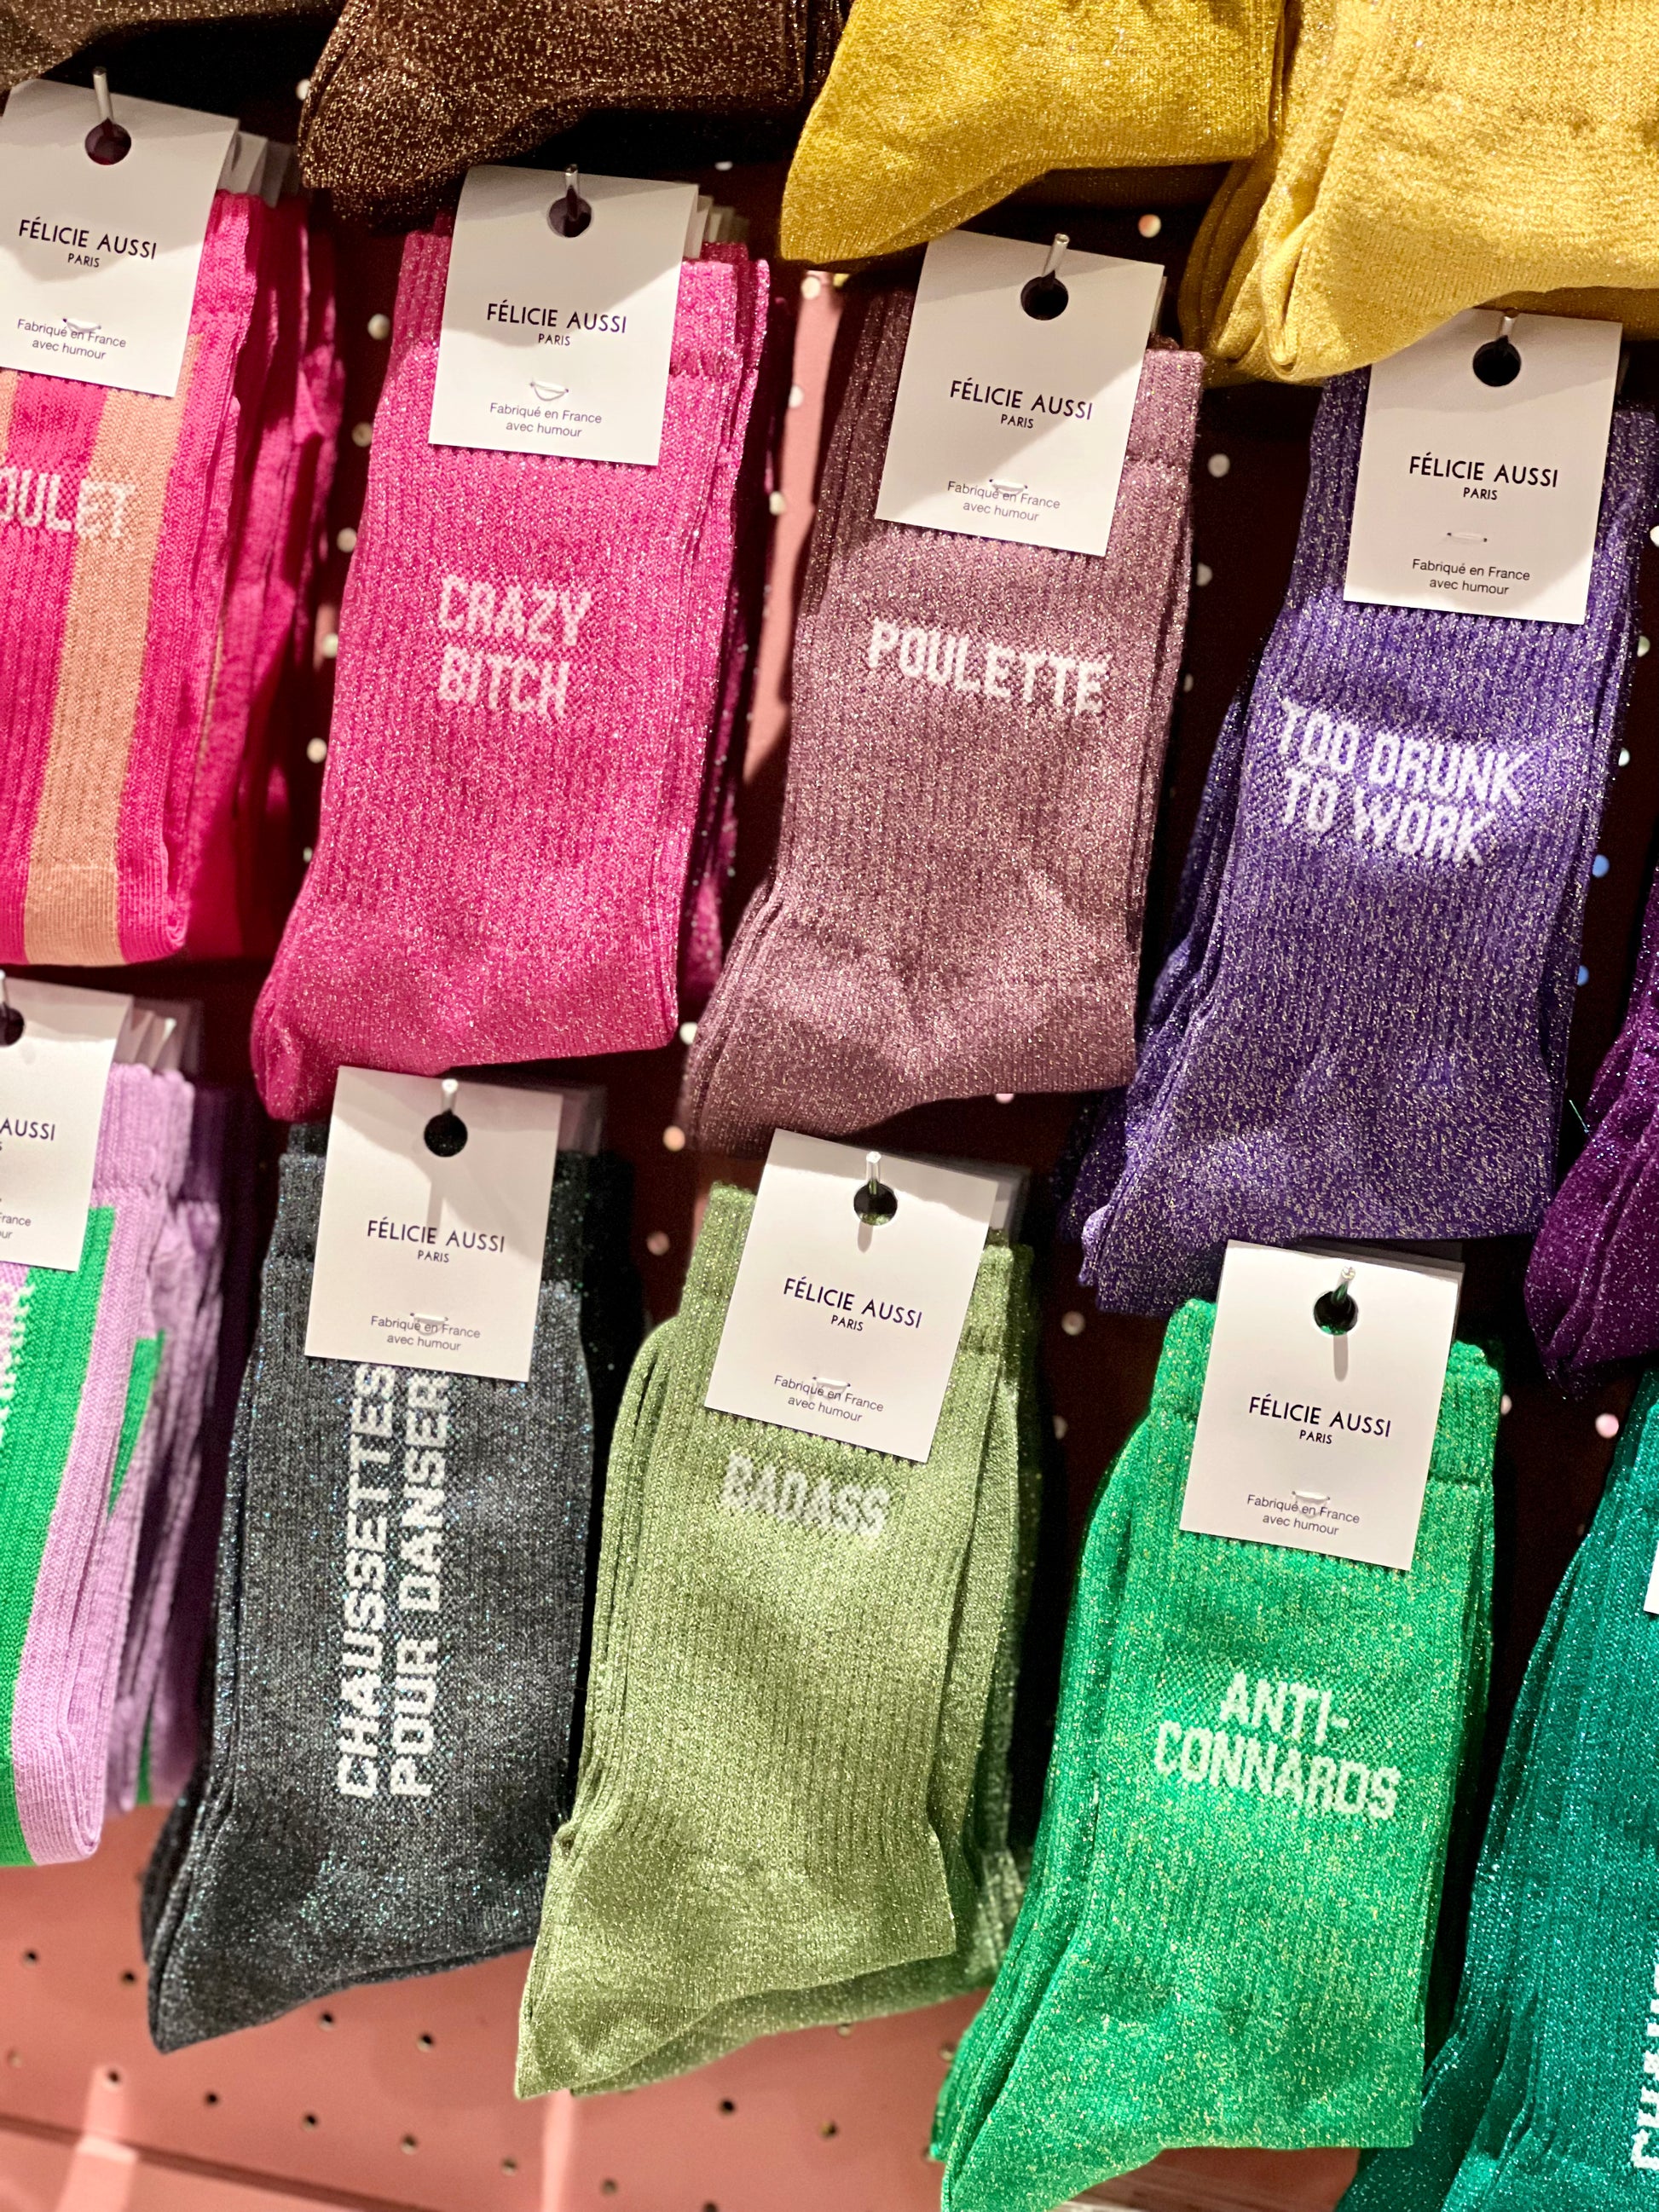 FÉLICIE AUSSI
PARIS
Fabriqué en France
avec humour
FÉLICIE AUSSI
PARIS
Fabriqué en France
avec humour
CRAZY
BITCH
FÉLICIE AUSSI
PARIS
Fabriqué en France
avec humour
POULETTE
FÉLICIE AUSSI
PARIS
Fabriqué en France
avec humour
TOO DRUNK
TO WORK
AUSSI
FÉLICIE AUSSI
PARIS
Fabriqué en France
avec humour
CHAUSSETTES
POUR DANSER
FÉLICIE AUSSI
PARIS
Fabriqué en France
avec humour
BADASS
FÉLICIE AUSSI
PARIS
Fabriqué en France
avec humour
ANTI-
CONNARDS